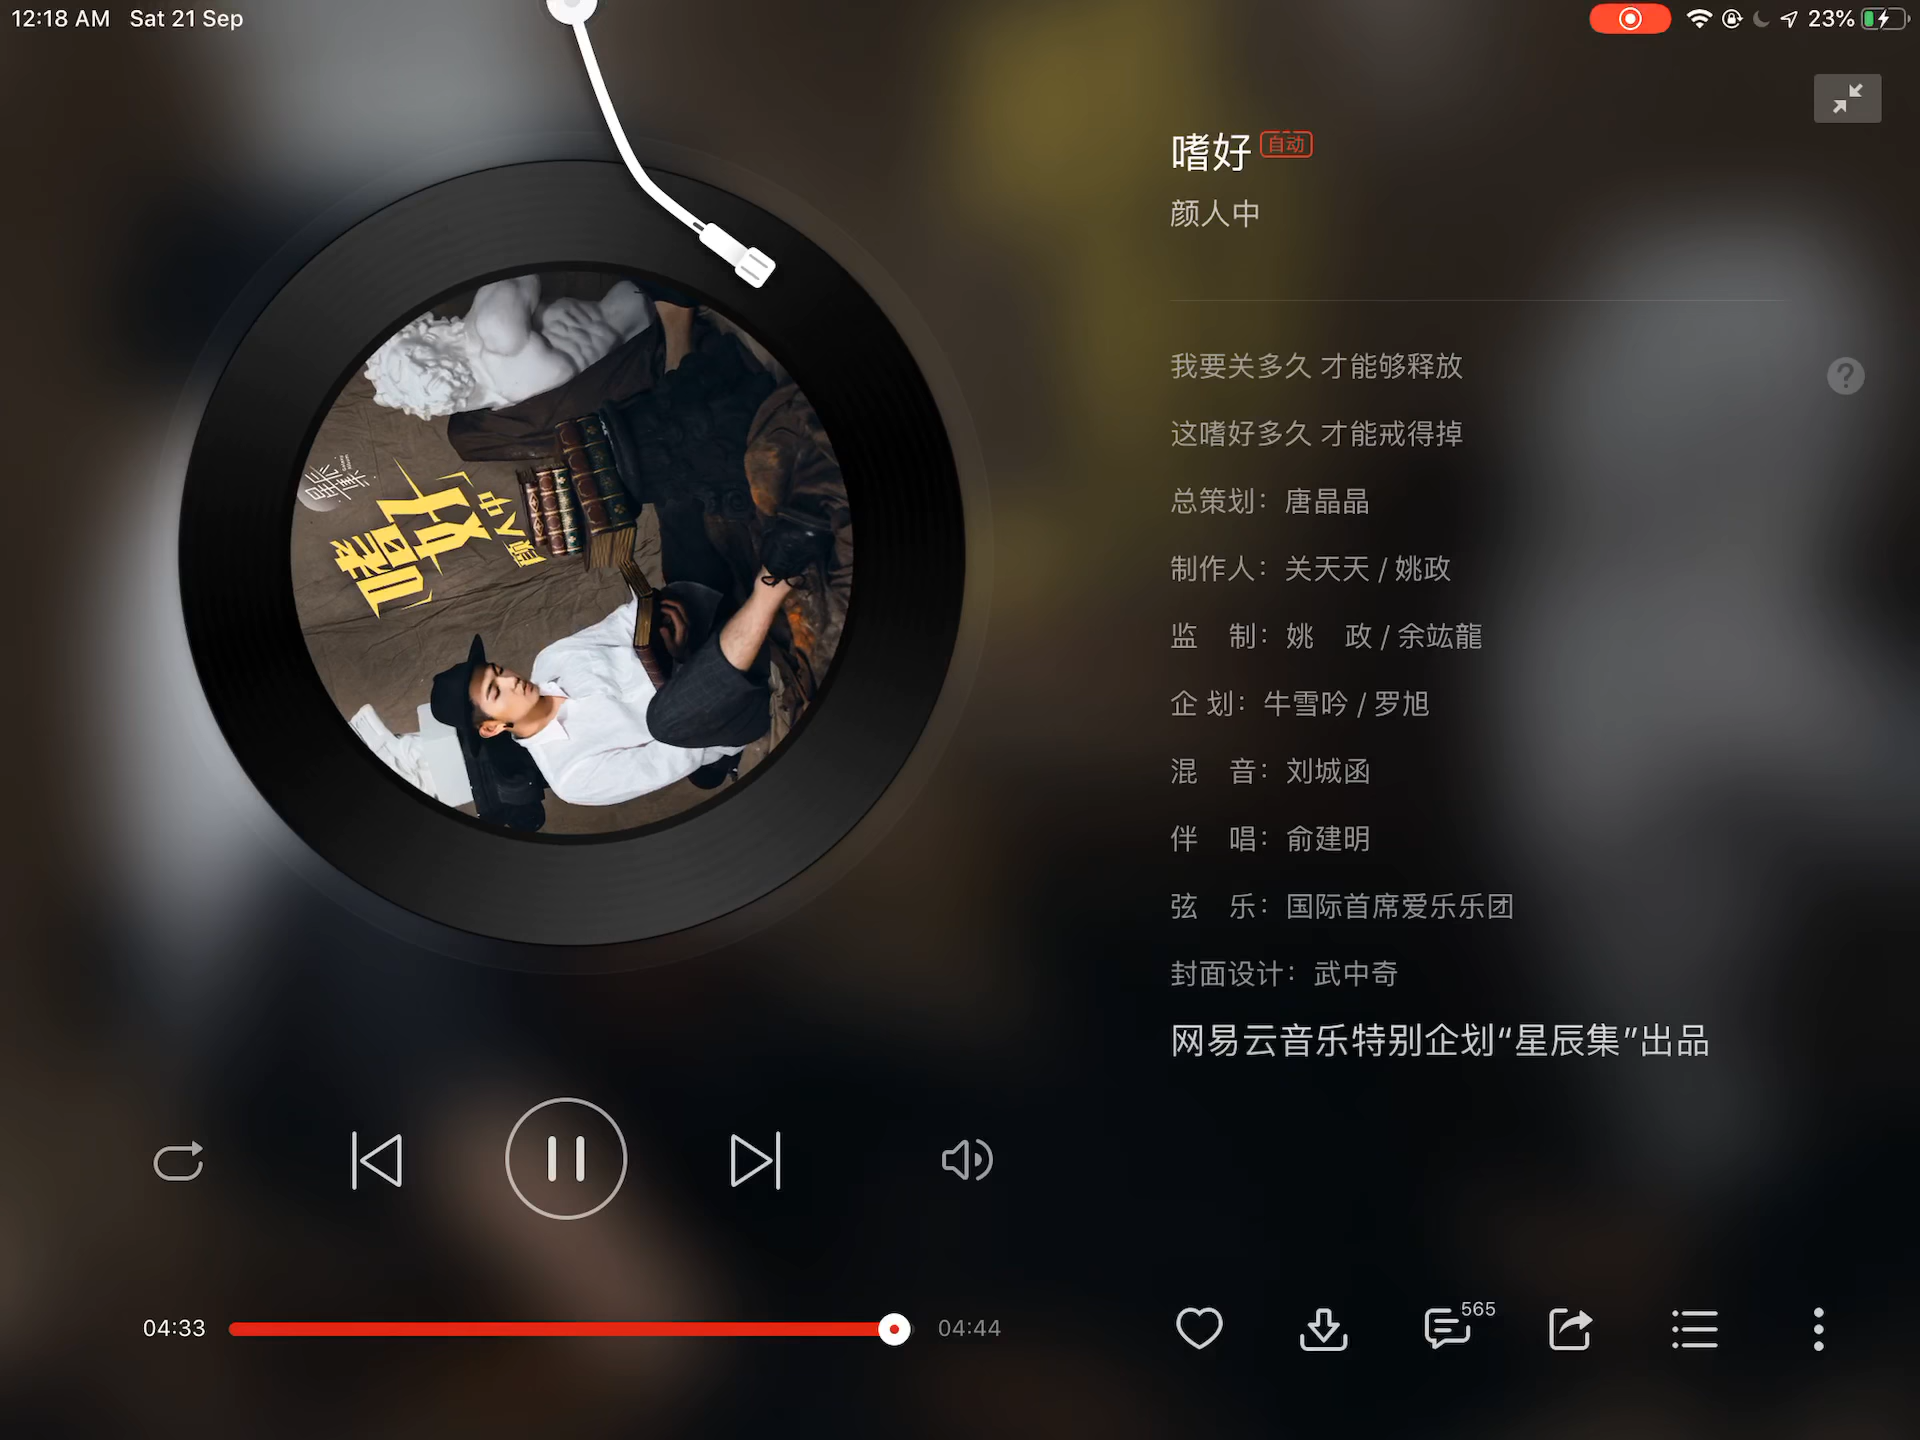 12:18 AM Sat 21 Sep
23%
嗜好 自动
颜人中
我要关多久 才能够释放
这嗜好多久 才能戒得掉
总策划：唐晶晶
制作人：关天天 / 姚政
监　制：姚　政 / 余竑龍
企 划：牛雪吟 / 罗旭
混　音：刘城函
伴　唱：俞建明
弦　乐：国际首席爱乐乐团
封面设计：武中奇
网易云音乐特别企划“星辰集”出品
04:33
04:44
565